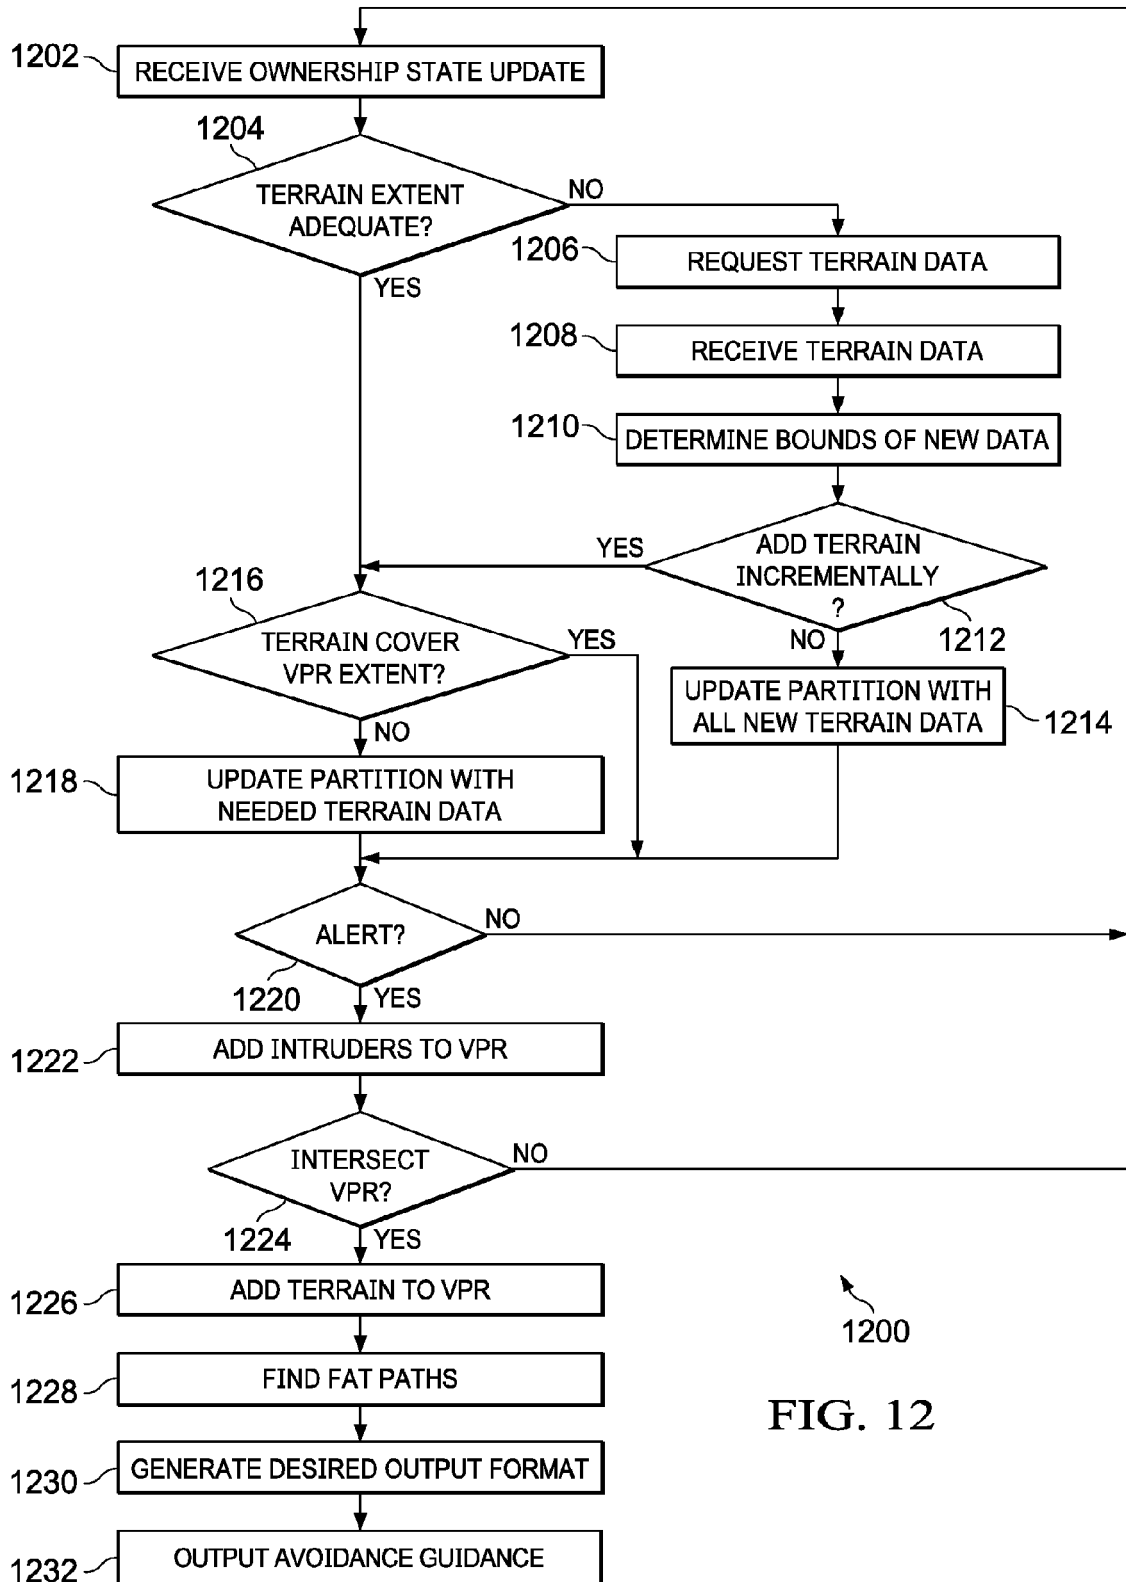 1202
RECEIVE OWNERSHIP STATE UPDATE
1204
TERRAIN EXTENT
ADEQUATE?
NO
YES
1206
REQUEST TERRAIN DATA
1208
RECEIVE TERRAIN DATA
1210
DETERMINE BOUNDS OF NEW DATA
ADD TERRAIN
INCREMENTALLY
?
YES
1212
NO
1216
TERRAIN COVER
VPR EXTENT?
YES
NO
UPDATE PARTITION WITH
ALL NEW TERRAIN DATA
1214
1218
UPDATE PARTITION WITH
NEEDED TERRAIN DATA
ALERT?
NO
1220
YES
1222
ADD INTRUDERS TO VPR
INTERSECT
VPR?
NO
1224
YES
1226
ADD TERRAIN TO VPR
1228
FIND FAT PATHS
1230
GENERATE DESIRED OUTPUT FORMAT
1232
OUTPUT AVOIDANCE GUIDANCE
1200
FIG. 12